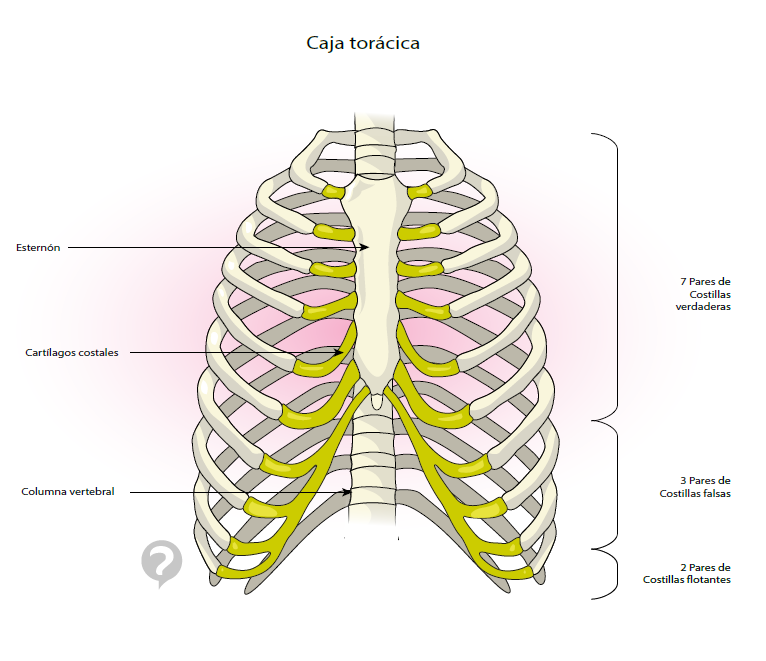 Caja torácica
Esternón
7 Pares de
Costillas
verdaderas
Cartílagos costales
Columna vertebral
3 Pares de
Costillas falsas
?
2 Pares de
Costillas flotantes